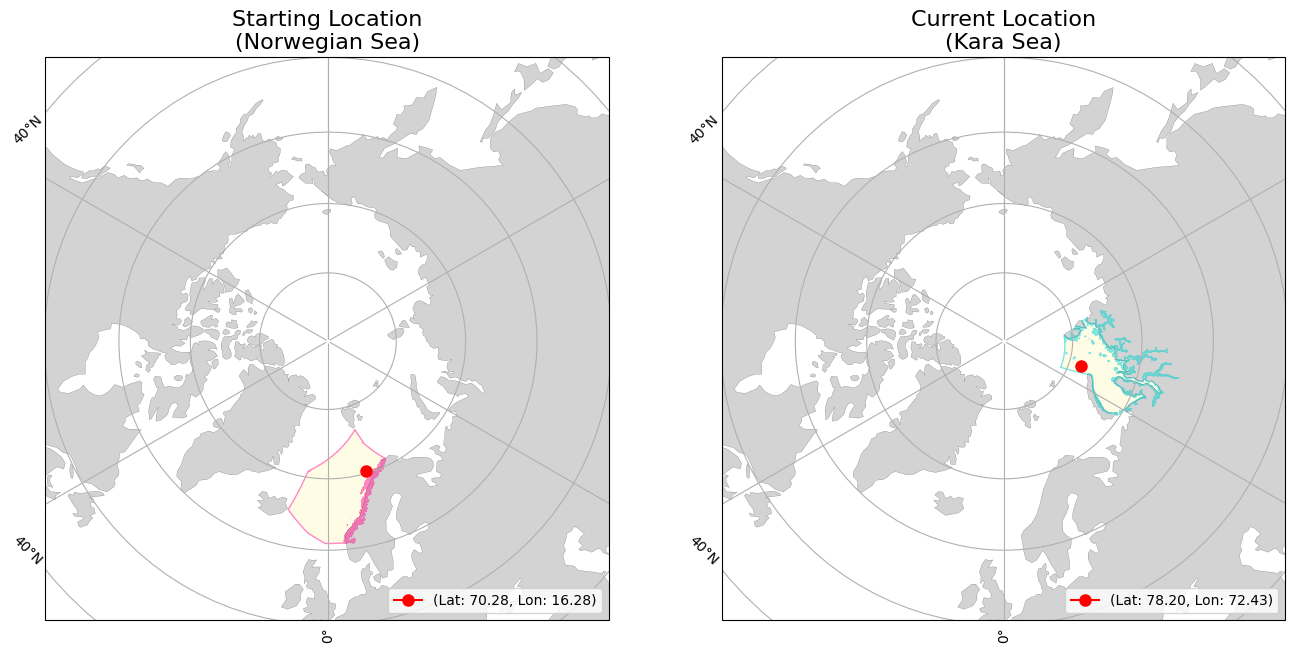 Starting Location
(Norwegian Sea)
40°N
40°N
0°
(Lat: 70.28, Lon: 16.28)
Current Location
(Kara Sea)
40°N
40°N
0°
(Lat: 78.20, Lon: 72.43)